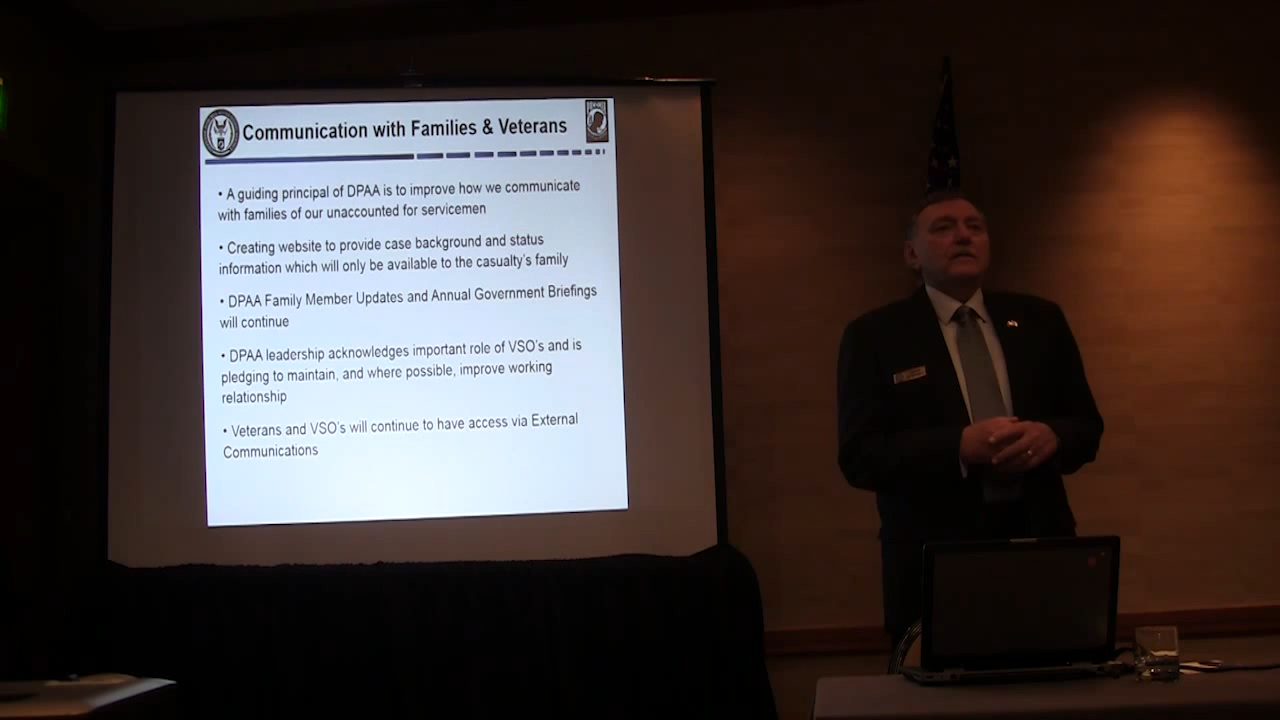 Communication with Families & Veterans
• A guiding principal of DPAA is to improve how we communicate
with families of our unaccounted for servicemen
• Creating website to provide case background and status
information which will only be available to the casualty's family
• DPAA Family Member Updates and Annual Government Briefings
will continue
• DPAA leadership acknowledges important role of VSO's and is
pledging to maintain, and where possible, improve working
relationship
• Veterans and VSO's will continue to have access via External
Communications